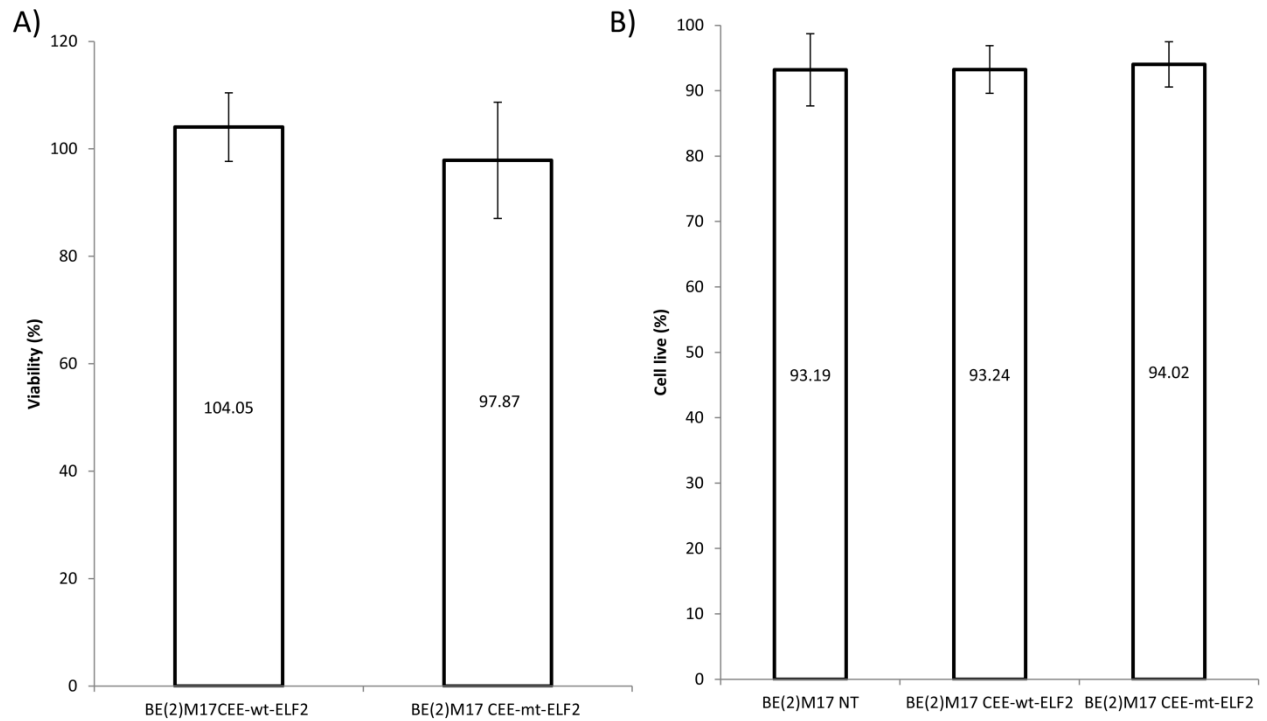 A)
120
100
80
60
40
20
0
Viability (%)
104.05
97.87
BE(2)M17CEE-wt-ELF2
BE(2)M17 CEE-mt-ELF2
B)
100
90
80
70
60
50
40
30
20
10
0
Cell live (%)
93.19
93.24
94.02
BE(2)M17 NT
BE(2)M17 CEE-wt-ELF2
BE(2)M17 CEE-mt-ELF2